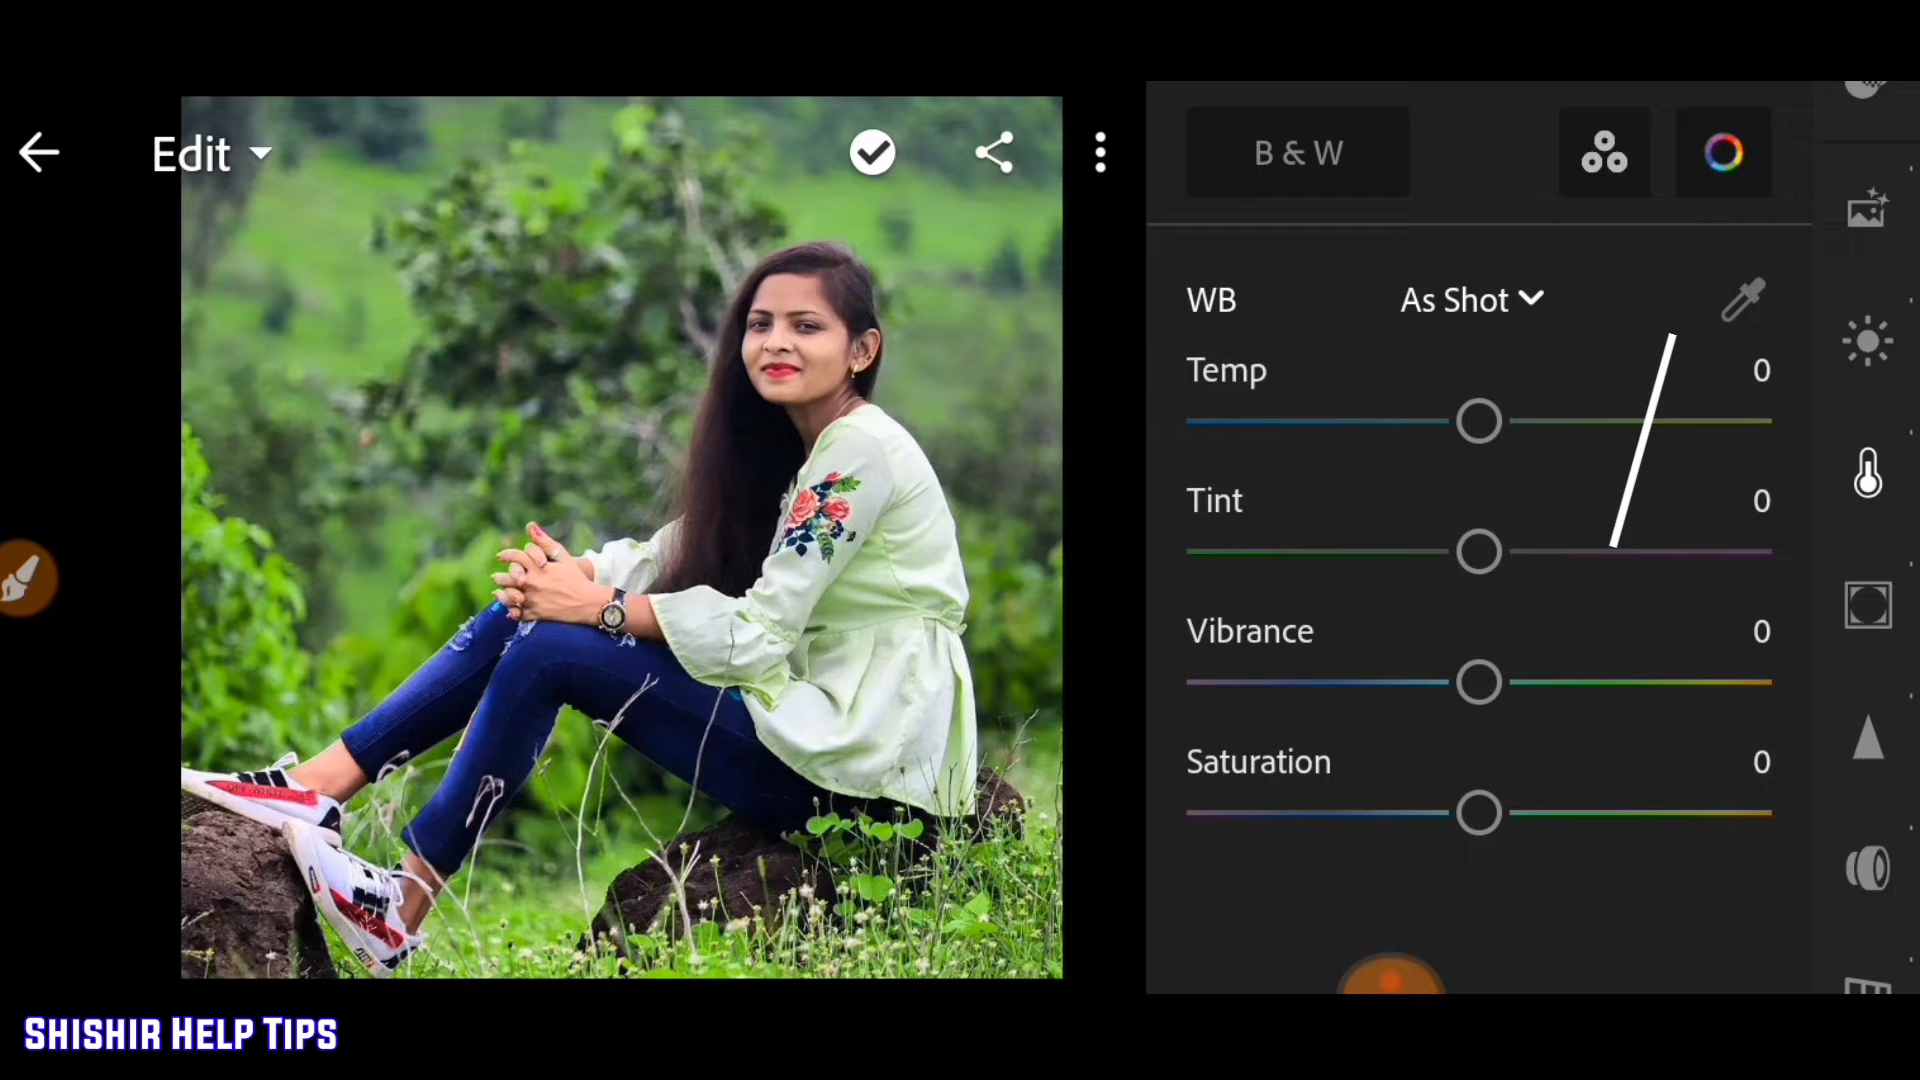 Edit
B & W
WB As Shot
Temp 0
Tint 0
Vibrance 0
Saturation 0
Shishir Help Tips